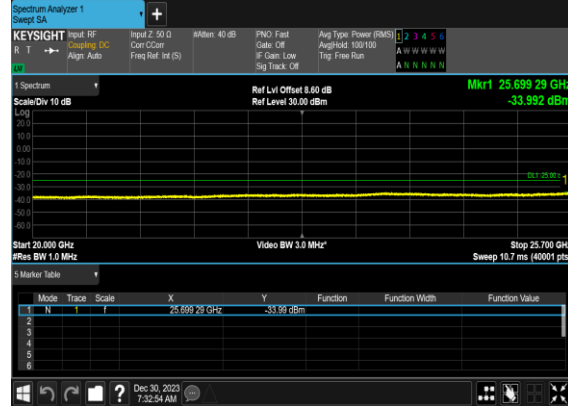 Spectrum Analyzer 1
Swept SA
+
KEYSIGHT Input: RF Input Z: 50 Ω #Atten: 40 dB PNO: Fast Avg Type: Power (RMS) 1 2 3 4 5 6
R T Coupling: DC Corr CCorr Gate: Off Avg|Hold: 100/100 A W W W W W
Align: Auto Freq Ref: Int (S) IF Gain: Low Trig: Free Run
Sig Track: Off A N N N N N
1 Spectrum Ref Lvl Offset 8.60 dB Mkr1 25.699 29 GHz
Scale/Div 10 dB Ref Level 30.00 dBm -33.992 dBm
Log
20.0
10.0
0.00
-10.0
-20.0
DL1 -25.00 
1
-30.0
-40.0
-50.0
-60.0
Start 20.000 GHz Video BW 3.0 MHz* Stop 25.700 GHz
#Res BW 1.0 MHz Sweep 10.7 ms (40001 pts
5 Marker Table
Mode Trace Scale X Y Function Function Width Function Value
1 N 1 f 25.699 29 GHz -33.99 dBm
2
3
4
5
6
? Dec 30, 2023
7:32:54 AM